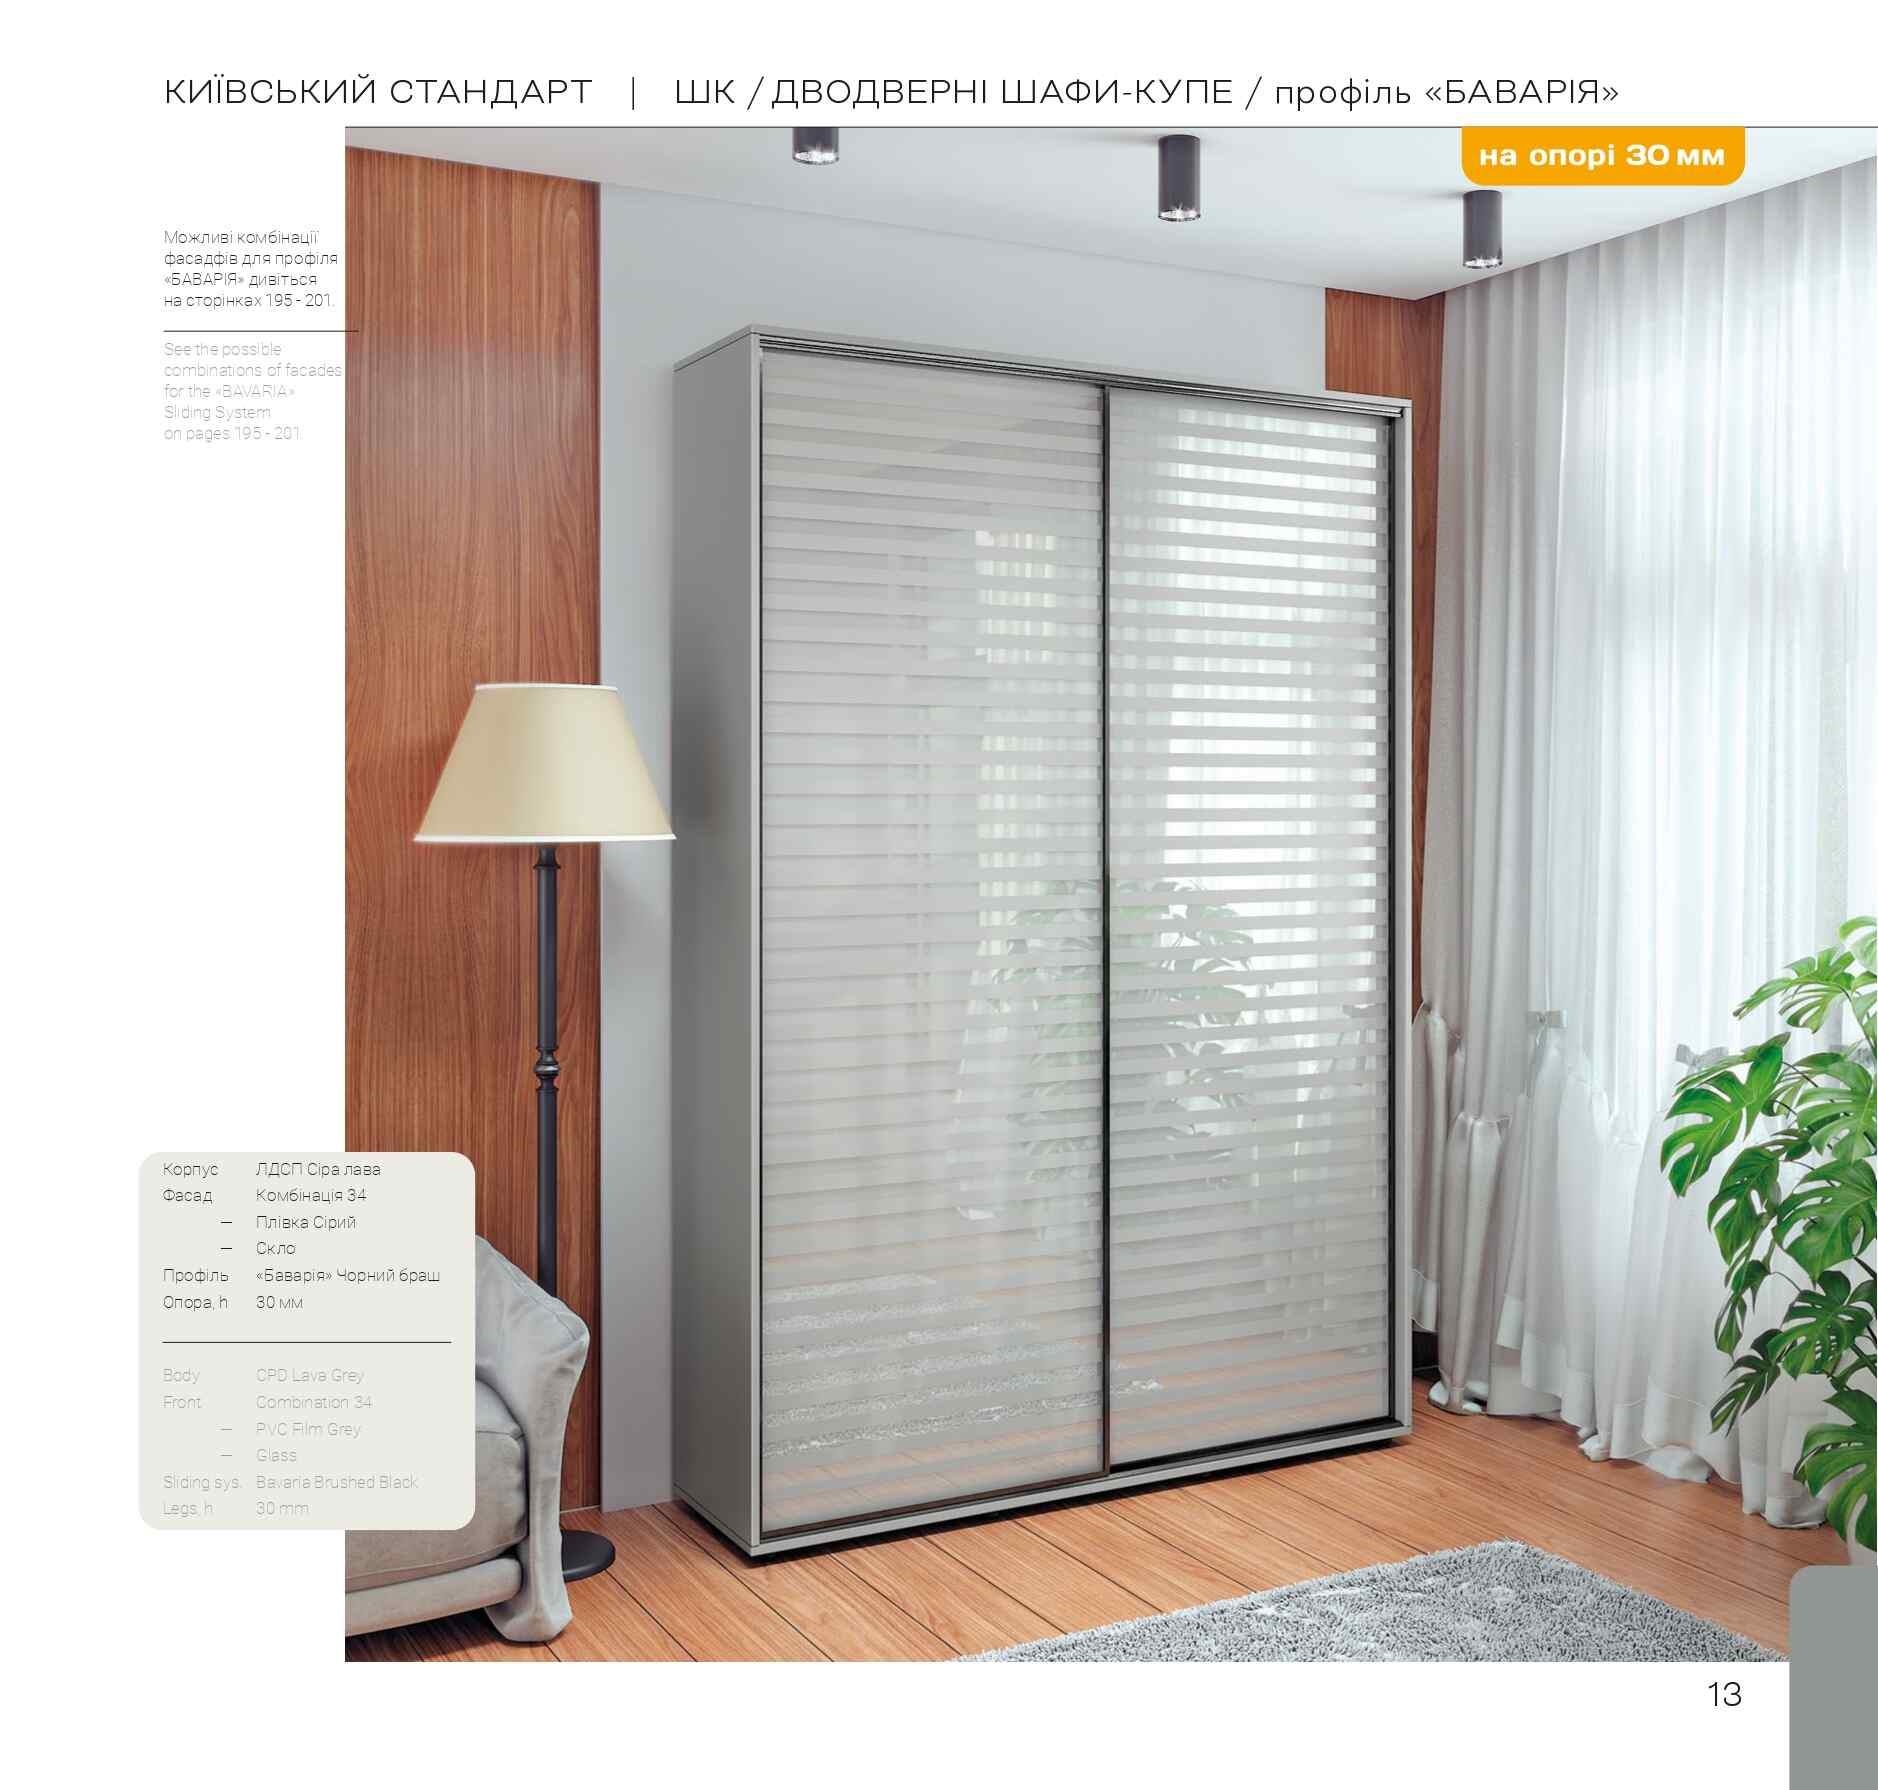 КИЇВСЬКИЙ СТАНДАРТ | ШК / ДВОДВЕРНІ ШАФИ-КУПЕ / профіль «БАВАРІЯ»
на опорі 30 мм
Можливі комбінації
фасадфів для профіля
«БАВАРІЯ» дивіться
на сторінках 195 - 201.
See the possible
combinations of facades
for the «BAVARIA»
Sliding System
on pages 195 - 201.
Корпус ЛДСП Сіра лава
Фасад Комбінація 34
— Плівка Сірий
— Скло
Профіль «Баварія» Чорний браш
Опора, h 30 мм
Body CPD Lava Grey
Front Combination 34
— PVC Film Grey
— Glass
Sliding sys. Bavaria Brushed Black
Legs, h 30 mm
13